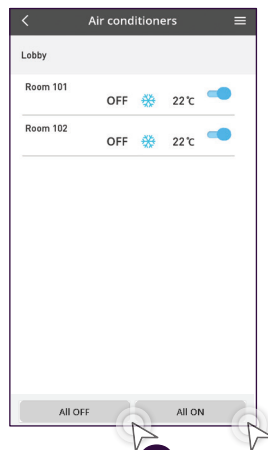 Air conditioners
Lobby
Room 101
OFF 22℃
Room 102
OFF 22℃
All OFF All ON